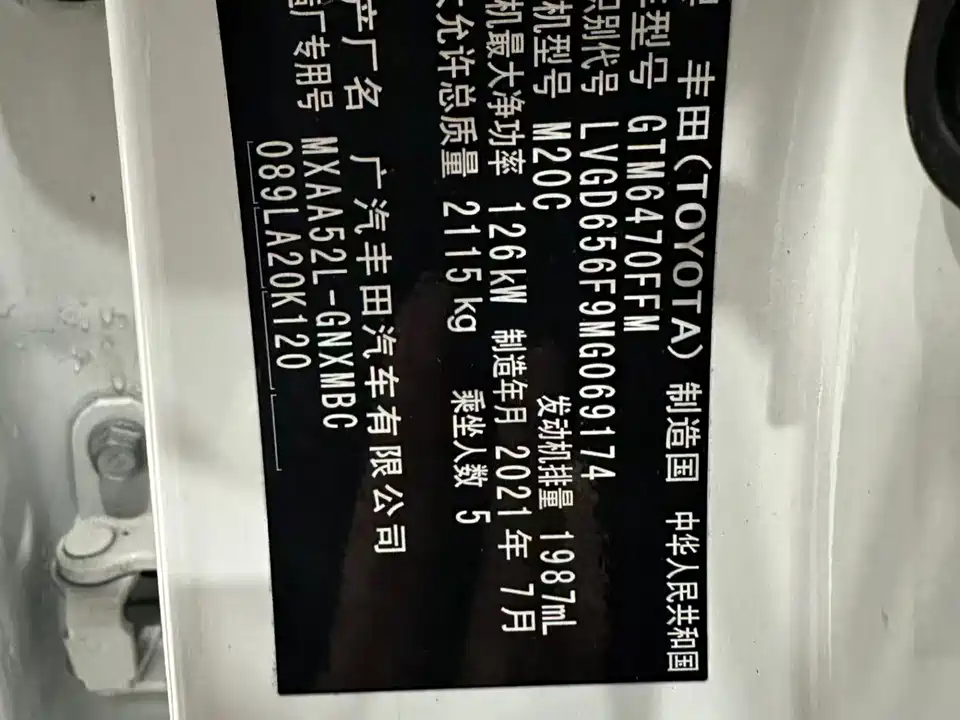 丰田(TOYOTA) 制造国 中华人民共和国
型号 GTM6470FFM
识别代号 LVGD656F9MG069174
机型号 M20C 发动机排量 1987mL
机最大净功率 126kW 制造年月 2021年 7月
允许总质量 2115kg 乘坐人数 5
产厂名 广汽丰田汽车有限公司
厂专用号 MXAA52L-GNXMBC
089LA20K120